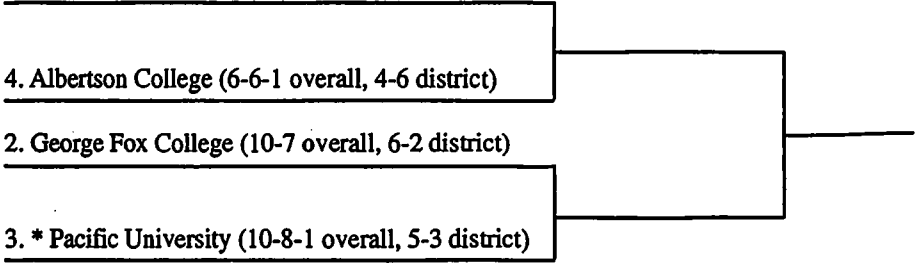 4. Albertson College (6-6-1 overall, 4-6 district)
2. George Fox College (10-7 overall, 6-2 district)
3. * Pacific University (10-8-1 overall, 5-3 district)